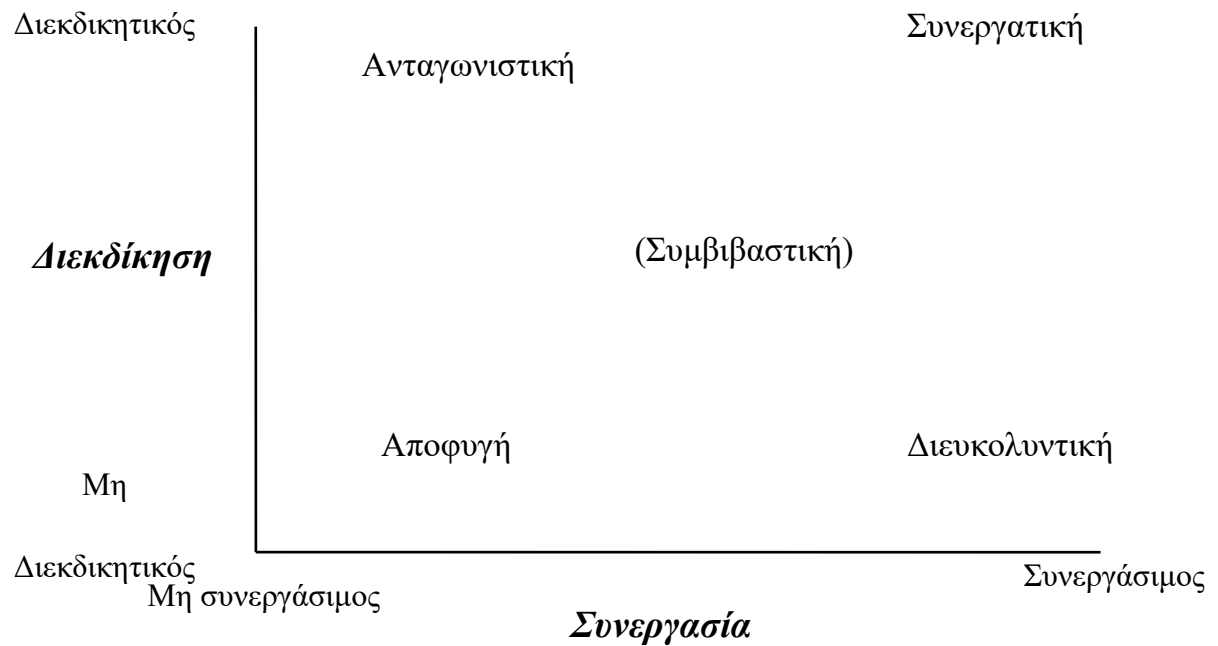 Διεκδικητικός
Συνεργατική
Ανταγωνιστική
Διεκδίκηση
(Συμβιβαστική)
Αποφυγή
Διευκολυντική
Μη
Διεκδικητικός
Συνεργάσιμος
Μη συνεργάσιμος
Συνεργασία